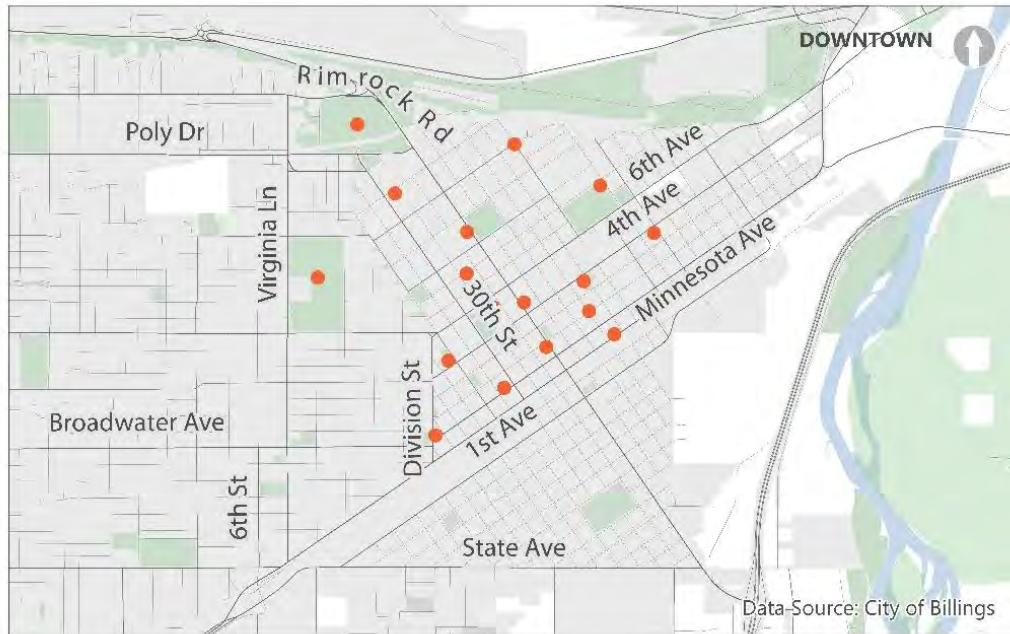 DOWNTOWN
Rimrock Rd
Poly Dr
6th Ave
4th Ave
Virginia Ln
Minnesota Ave
30th St
Division St
Broadwater Ave
1st Ave
6th St
State Ave
Data Source: City of Billings